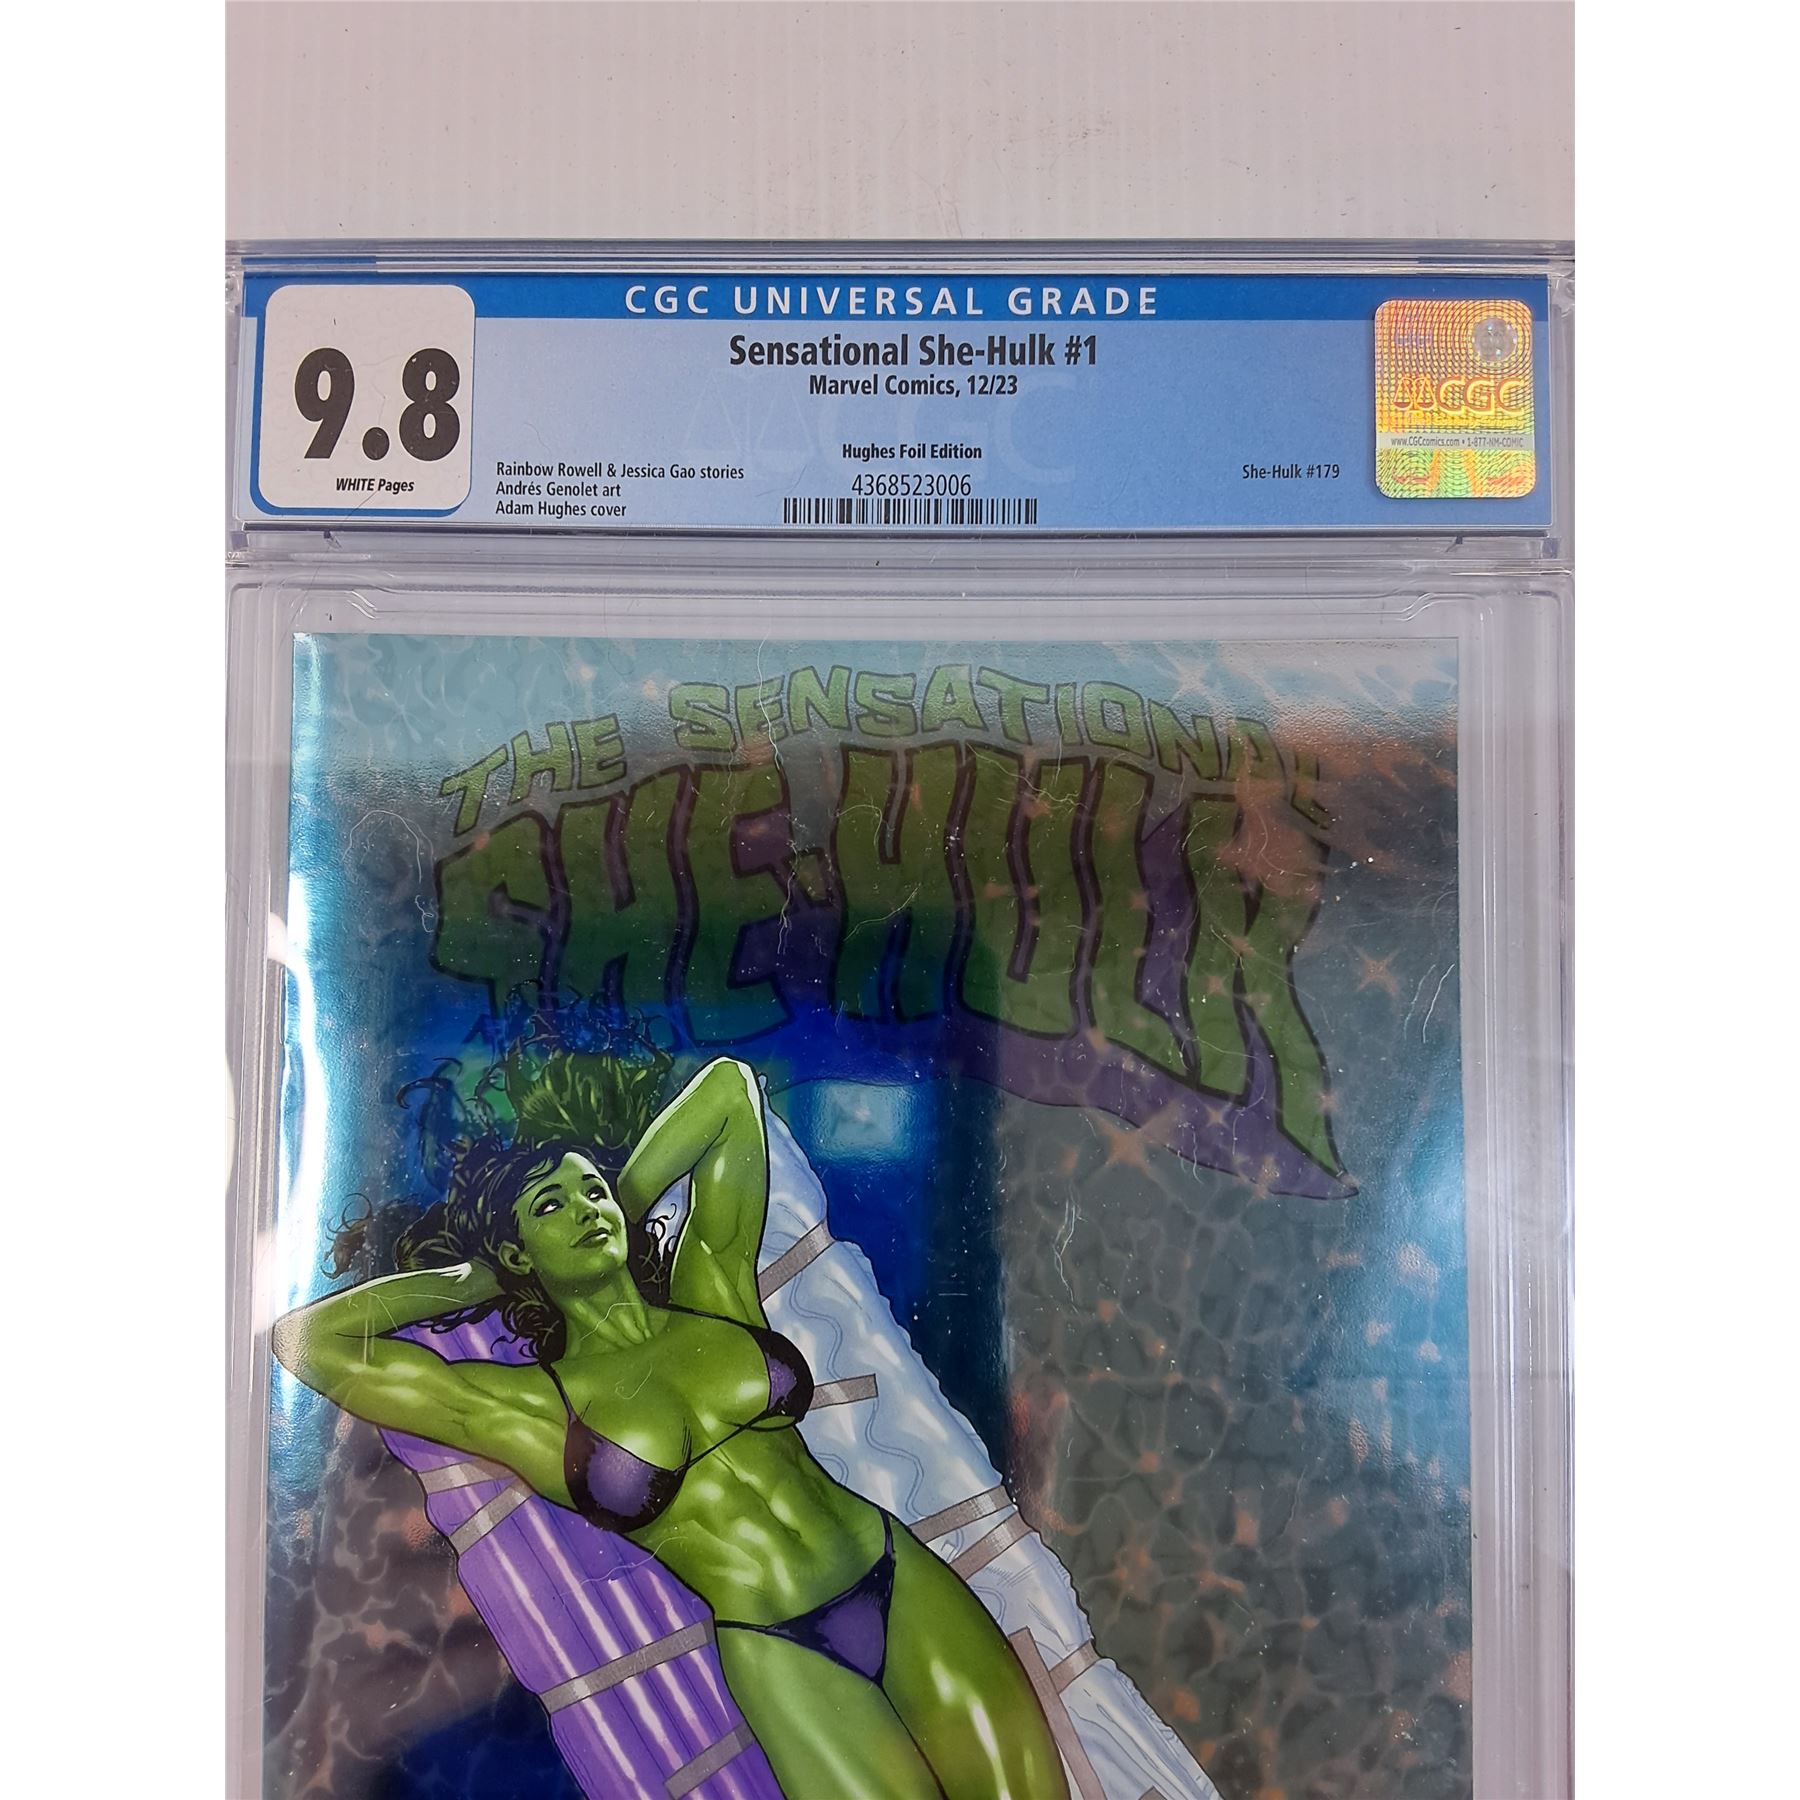 CGC UNIVERSAL GRADE
9.8
WHITE Pages
Sensational She-Hulk #1
Marvel Comics, 12/23
Hughes Foil Edition
4368523006
Rainbow Rowell & Jessica Gao stories
Andrés Genolet art
Adam Hughes cover
She-Hulk #179
CGC
www.CGCcomics.com • 1-877-NM-COMIC
THE SENSATIONAL
SHE-HULK